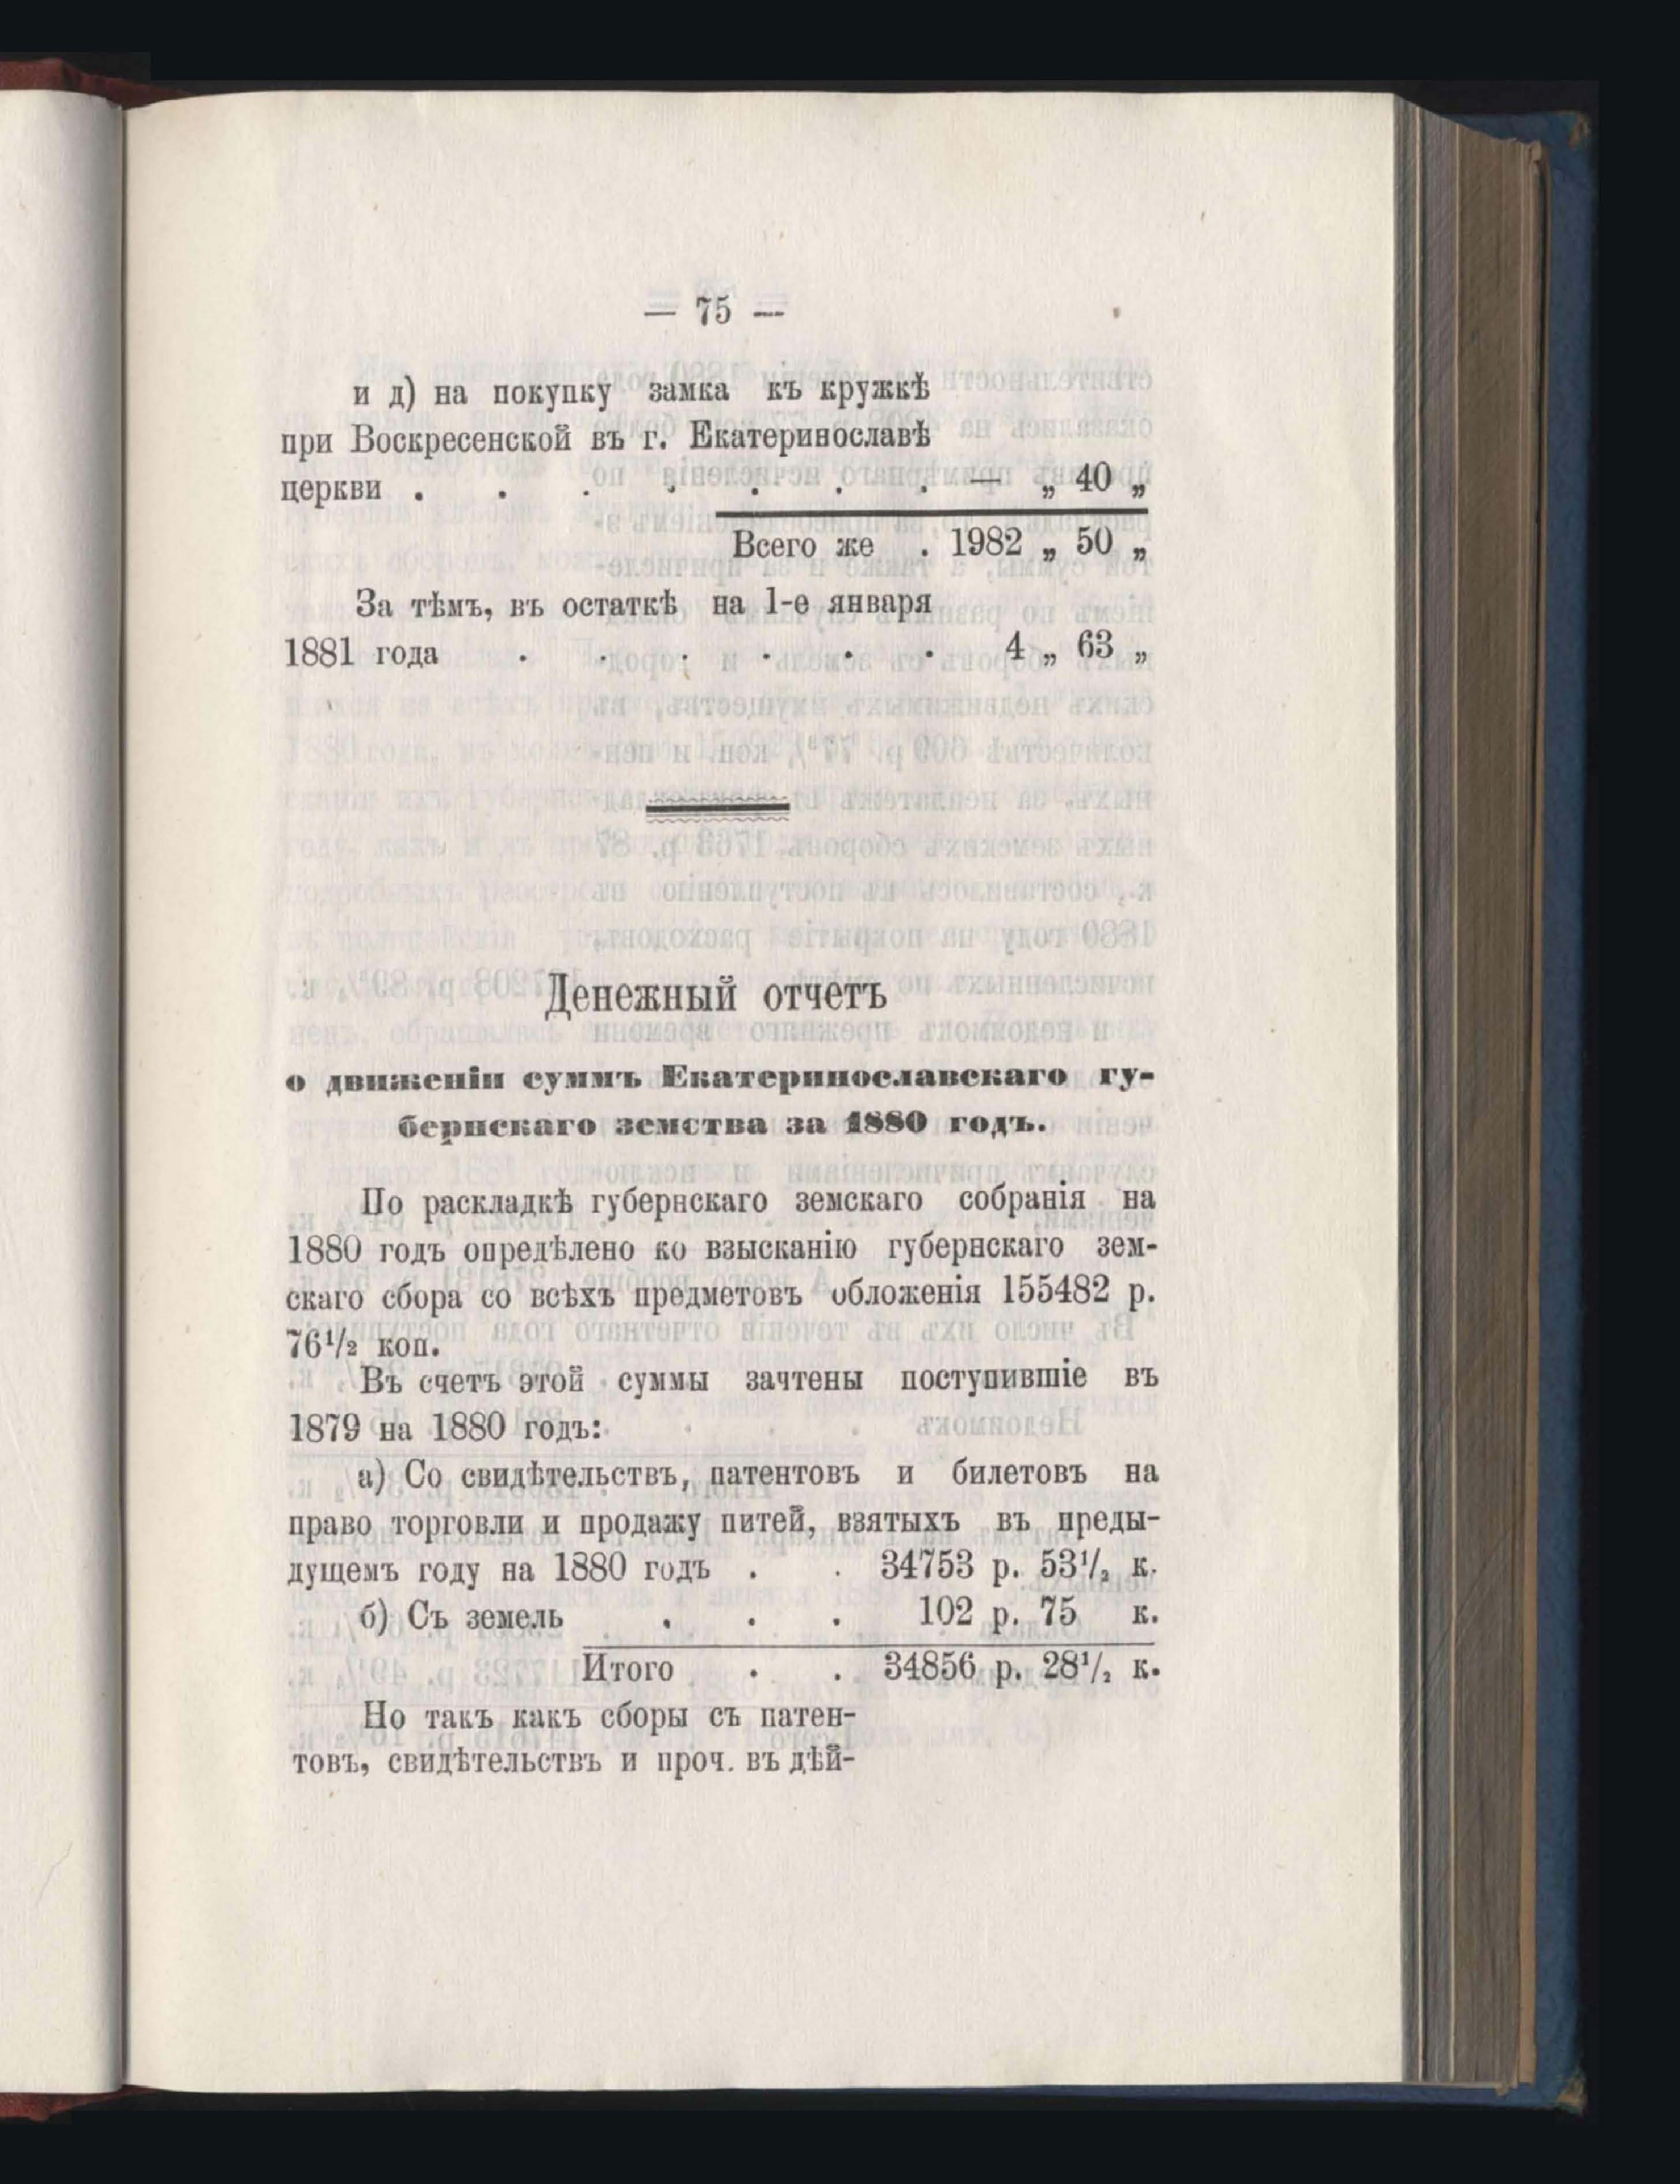 — 75 —
и д) на покупку замка къ кружкѣ
при Воскресенской въ г. Екатеринославѣ
церкви . . . . . . . — „ 40 „
Всего же . 1982 „ 50 „
За тѣмъ, въ остаткѣ на 1-е января
1881 года . . . . . . 4 „ 63 „
Денежный отчетъ
о движеніи суммъ Екатеринославскаго гу-
бернскаго земства за 1880 годъ.
По раскладкѣ губернскаго земскаго собранія на
1880 годъ опредѣлено ко взысканію губернскаго зем-
скаго сбора со всѣхъ предметовъ обложенія 155482 р.
76¹/₂ коп.
Въ счетъ этой суммы зачтены поступившіе въ
1879 на 1880 годъ:
а) Со свидѣтельствъ, патентовъ и билетовъ на
право торговли и продажу питей, взятыхъ въ преды-
дущемъ году на 1880 годъ . . 34753 р. 53¹/₂ к.
б) Съ земель . . . 102 р. 75 к.
Итого . . 34856 р. 28¹/₂ к.
Но такъ какъ сборы съ патен-
товъ, свидѣтельствъ и проч. въ дѣй-